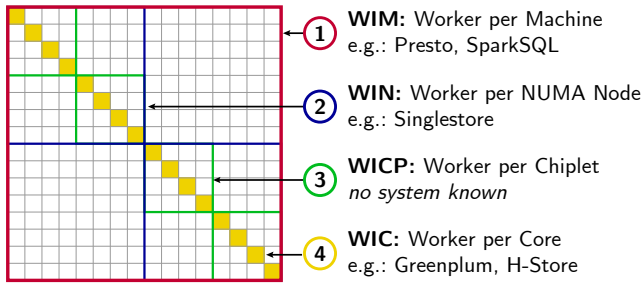 1 WIM: Worker per Machine
e.g.: Presto, SparkSQL
2 WIN: Worker per NUMA Node
e.g.: Singlestore
3 WICP: Worker per Chiplet
no system known
4 WIC: Worker per Core
e.g.: Greenplum, H-Store